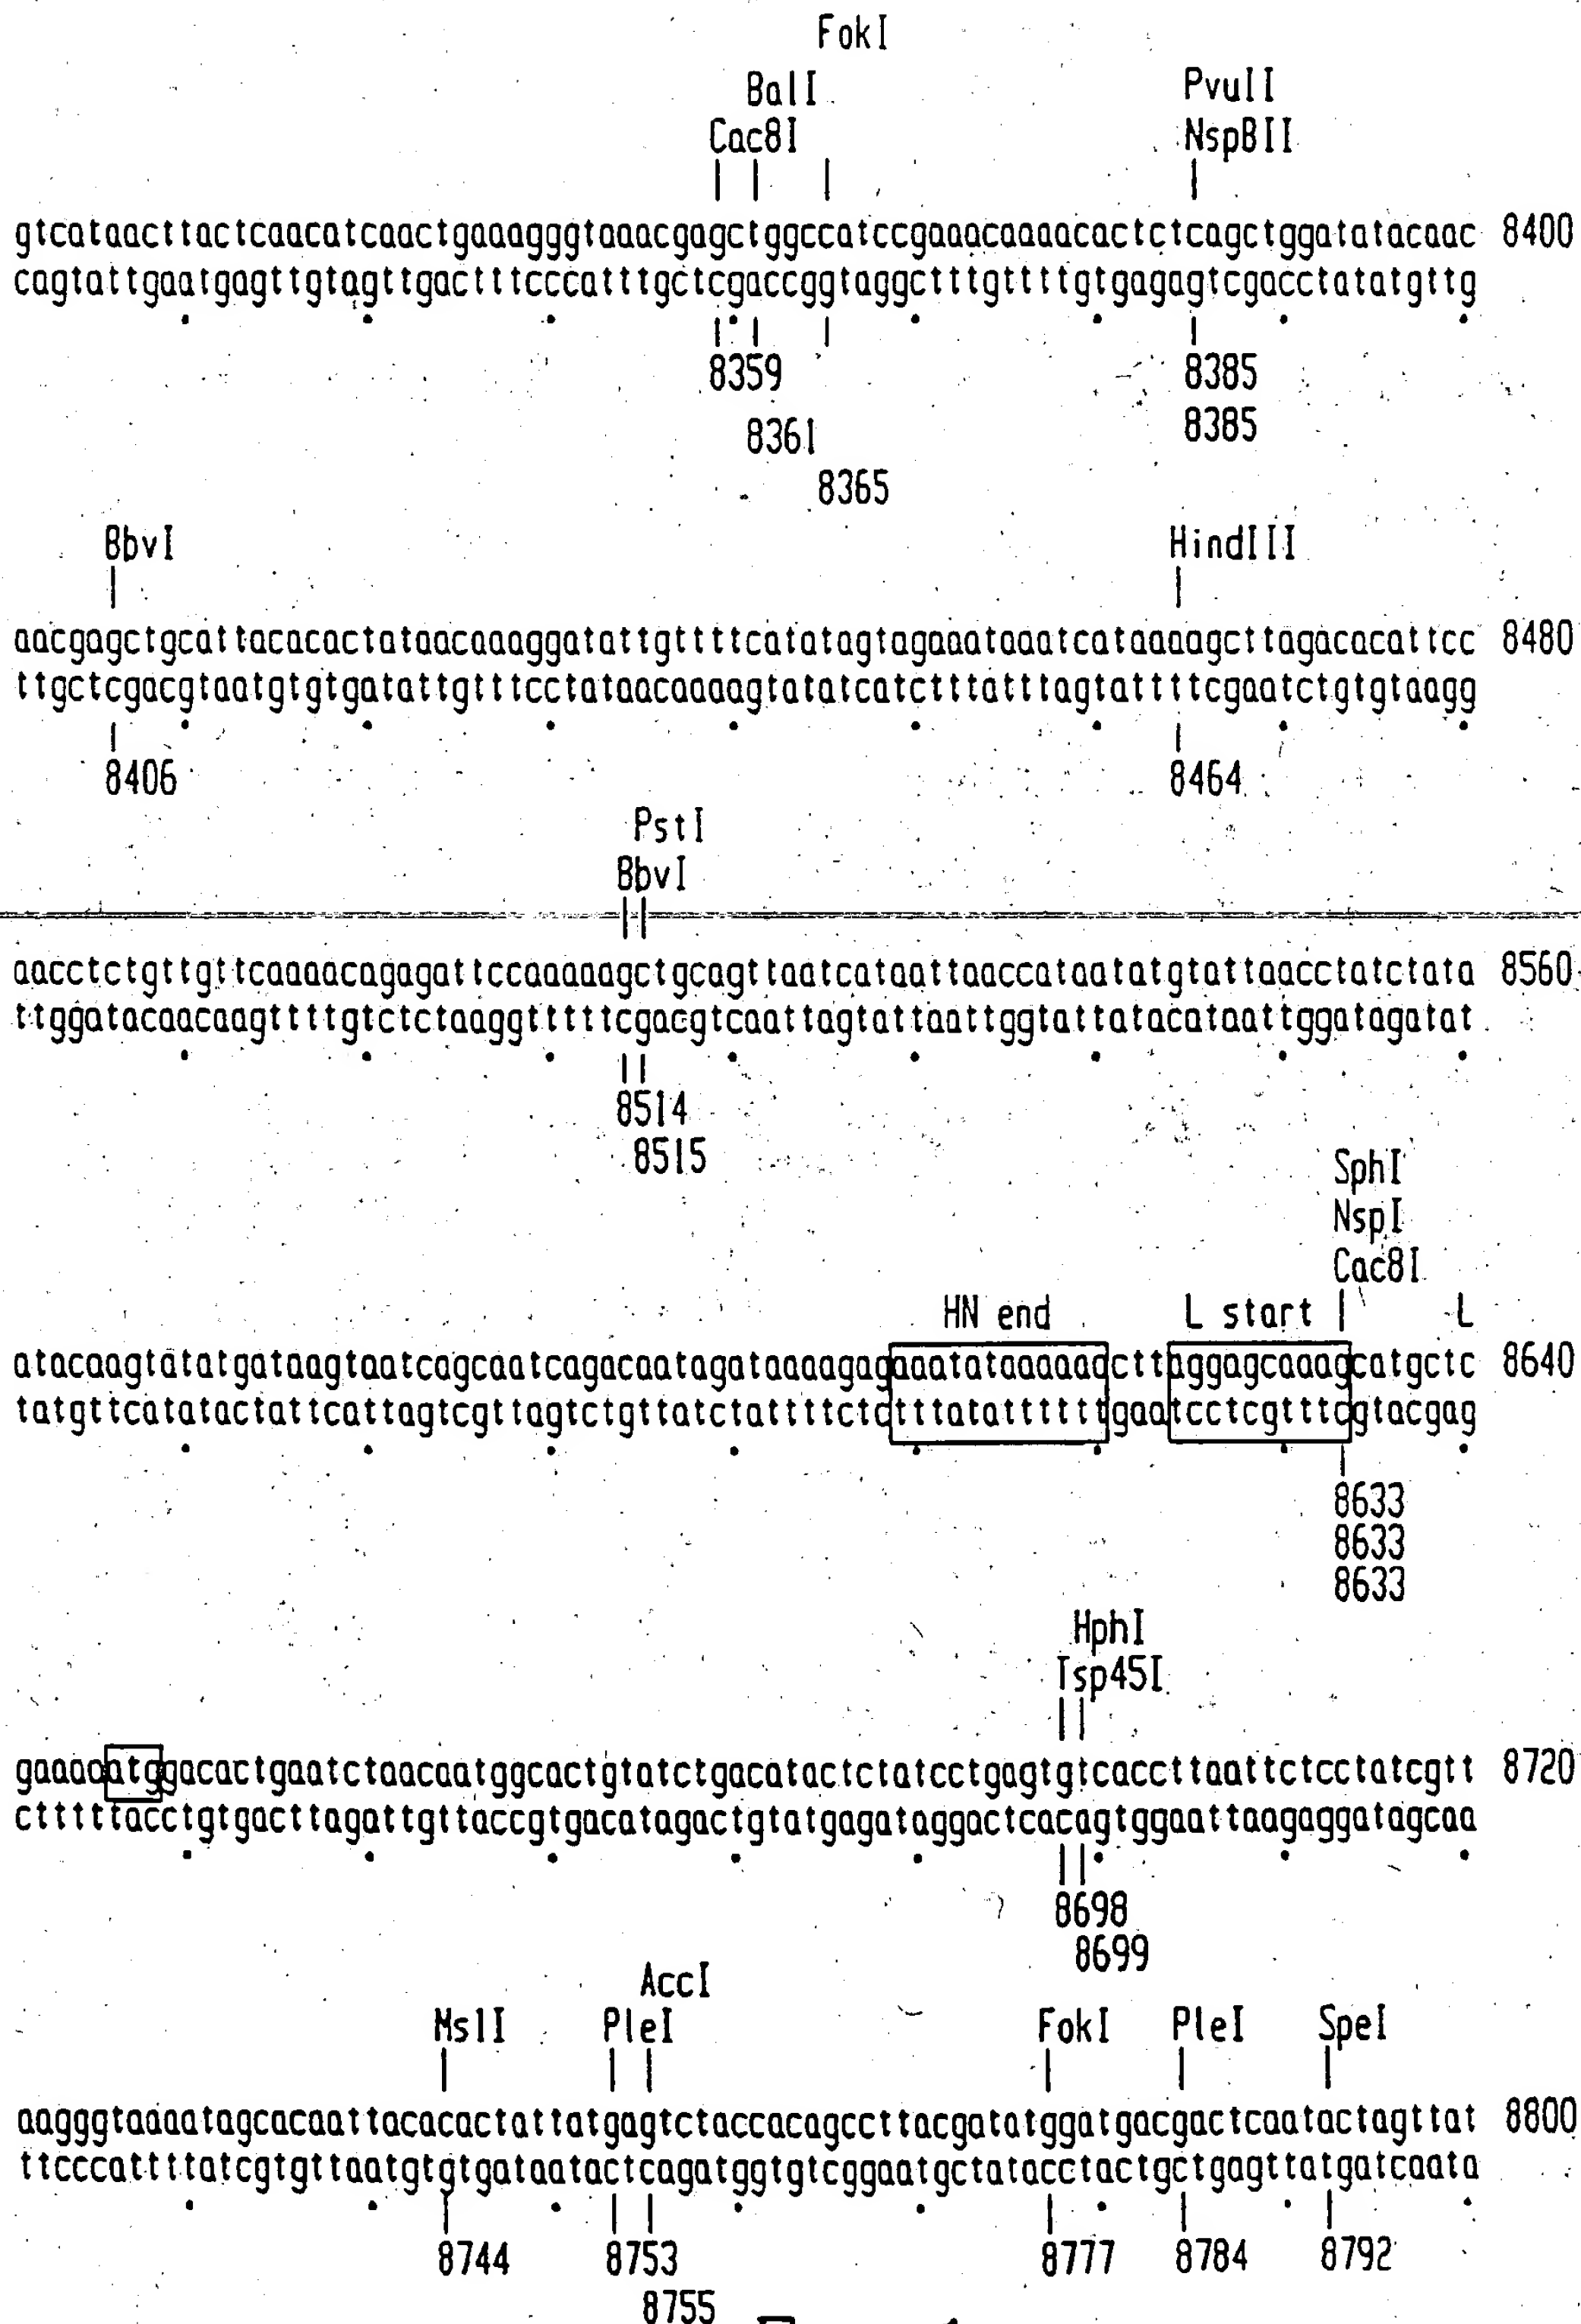 FokI
BalI
PvuII
Cac8I
NspBII
gtcataacttactcaacatcaactgaaagggtaaacgagctggccatccgaaacaaaacactctcagctggatatacaac 8400
cagtattgaatgagttgtagttgactttcccatttgctcgaccggtaggctttgttttgtgagagtcgacctatatgttg
8359
8385
8361
8385
8365
BbvI
HindIII
aacgagctgcattacacactataacaaaggatattgttttcatatagtagaaataaatcataaaagcttagacacattcc 8480
ttgctcgacgtaatgtgtgatattgtttcctataacaaaagtatatcatctttatttagtattttcgaatctgtgtaagg
8406
8464
PstI
BbvI
aacctctgttgttcaaaacagagattccaaaaagctgcagttaatcataattaaccataatatgtattaacctatctata 8560
ttggatacaacaagttttgtctctaaggtttttcgacgtcaattagtattaattggtattatacataattggatagatat
8514
8515
SphI
NspI
Cac8I
HN end L start L
atacaagtatatgataagtaatcagcaatcagacaatagataaaagagaaatataaaaaacttaggagcaaagcatgctc 8640
tatgttcatatactattcattagtcgttagtctgttatctattttctctttatattttttgaatcctcgtttcgtacgag
8633
8633
8633
HphI
Tsp45I
gaaaaatggacactgaatctaacaatggcactgtatctgacatactctatcctgagtgtcaccttaattctcctatcgtt 8720
ctttttacctgtgacttagattgttaccgtgacatagactgtatgagataggactcacagtggaattaagaggatagcaa
8698
8699
AccI
MslI PleI FokI PleI SpeI
aagggtaaaatagcacaattacacactattatgagtctaccacagccttacgatatggatgacgactcaatactagttat 8800
ttcccattttatcgtgttaatgtgtgataatactcagatggtgtcggaatgctatacctactgctgagttatgatcaata
8744 8753 8777 8784 8792
8755